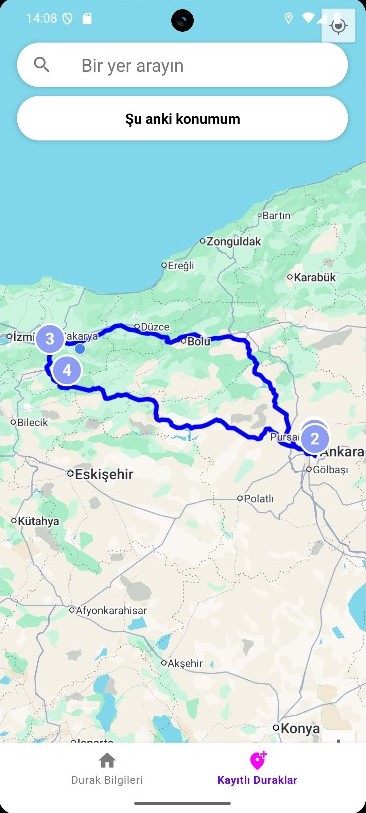 14:08
Bir yer arayın
Şu anki konumum
Bartın
Zonguldak
Ereğli
Karabük
İzmi
akarya
Düzce
Bolu
3
4
Bilecik
Pursa
2
Ankara
Gölbaşı
Eskişehir
Polatlı
Kütahya
Afyonkarahisar
Akşehir
Konya
Isparta
Durak Bilgileri
Kayıtlı Duraklar